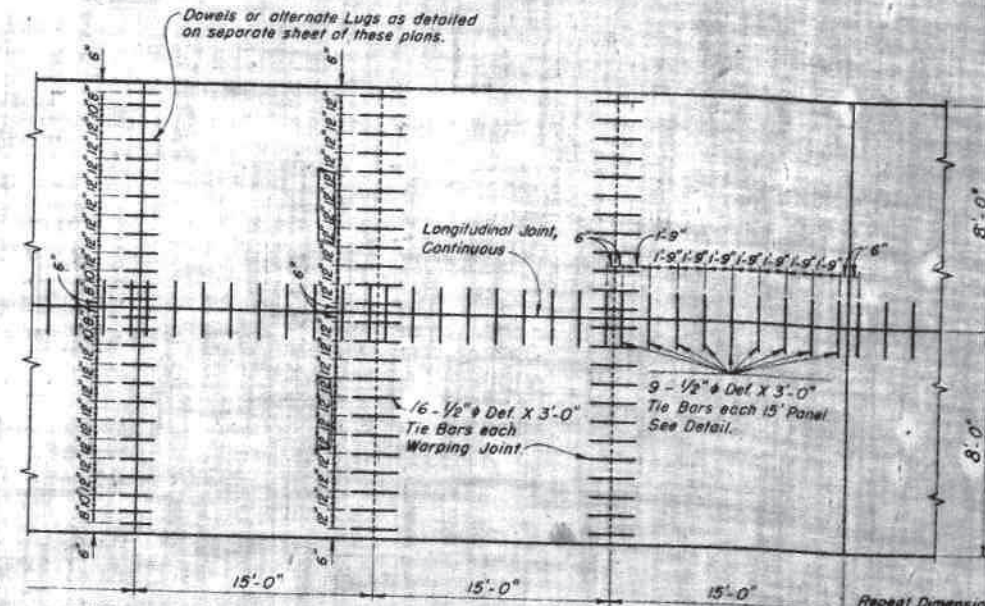 Dowels or alternate Lugs as detailed
on separate sheet of these plans.
6"
6"
Longitudinal Joint,
Continuous
6"
1'-9"
6"
1'-9" 1'-9" 1'-9" 1'-9" 1'-9" 1'-9" 1'-9"
6"
6"
8'-0"
8'-0"
16 - 1/2" φ Def. X 3'-0"
Tie Bars each
Warping Joint.
9 - 1/2" φ Def. X 3'-0"
Tie Bars each 15' Panel.
See Detail.
6"
6"
15'-0"
15'-0"
15'-0"
Repeat Dimension